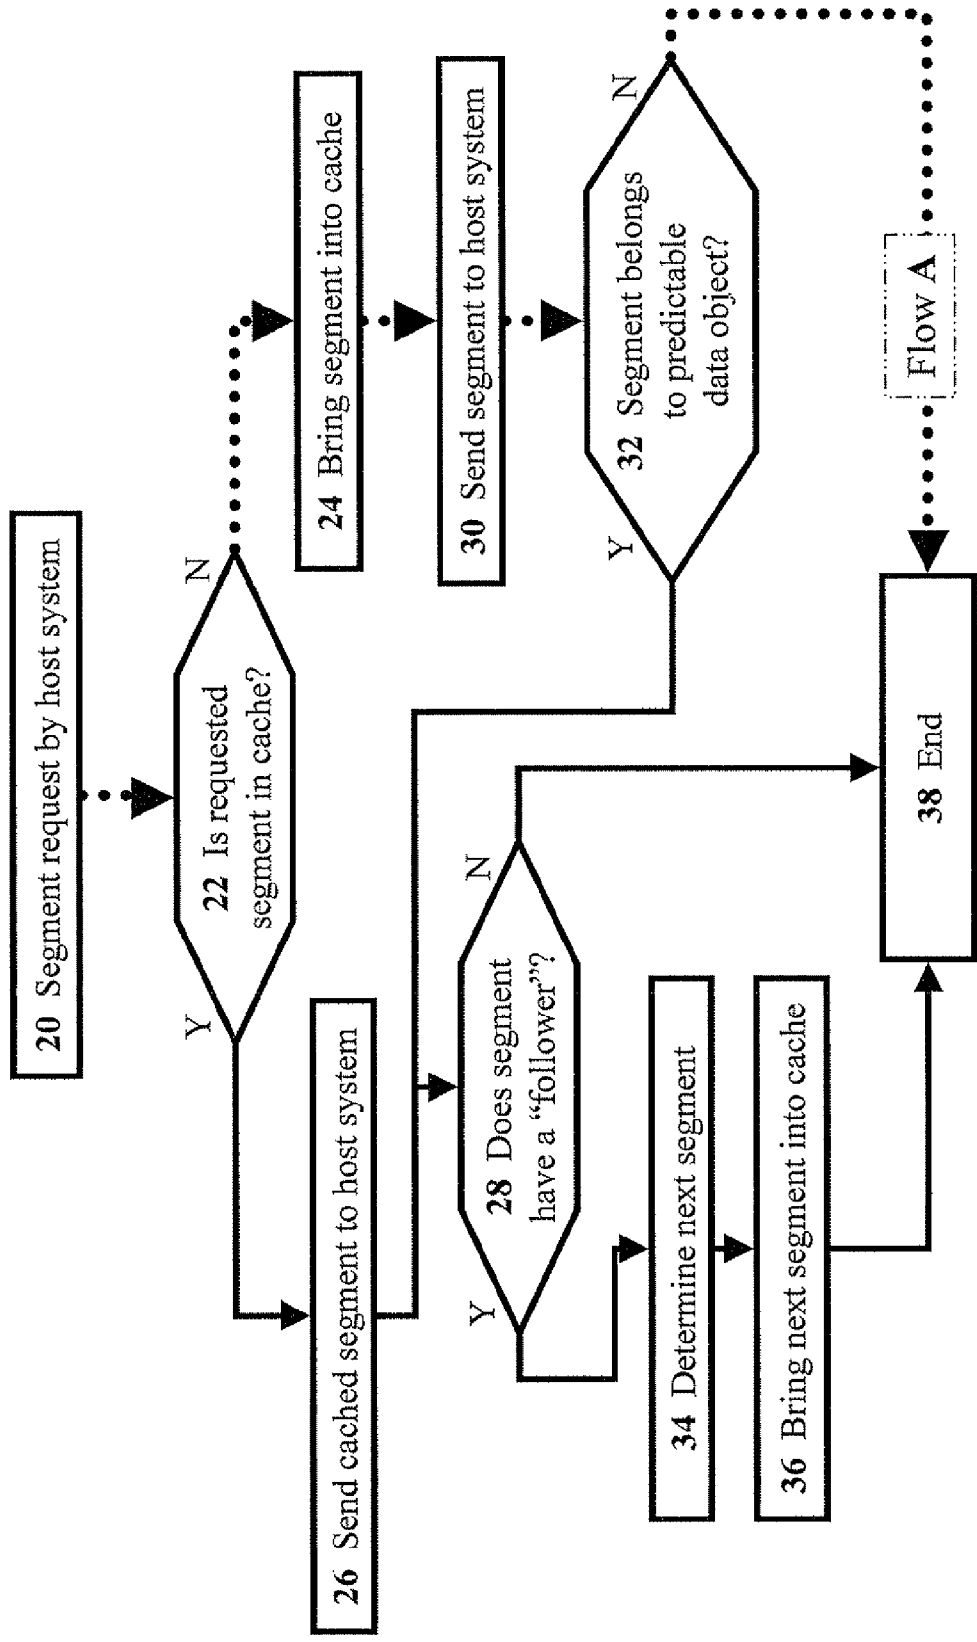 20 Segment request by host system
22 Is requested
segment in cache?
Y
N
24 Bring segment into cache
26 Send cached segment to host system
30 Send segment to host system
28 Does segment
have a “follower”?
Y
N
32 Segment belongs
to predictable
data object?
Y
N
34 Determine next segment
36 Bring next segment into cache
Flow A
38 End